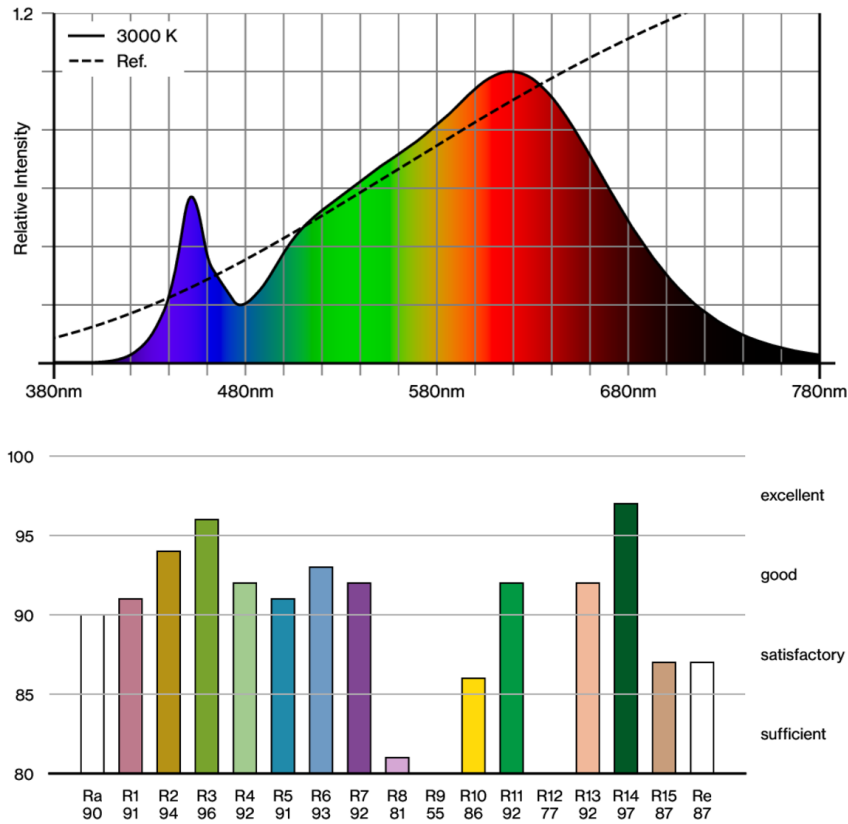 1.2
3000 K
Ref.
Relative Intensity
380nm 480nm 580nm 680nm 780nm
100
excellent
95
good
90
satisfactory
85
sufficient
80
Ra R1 R2 R3 R4 R5 R6 R7 R8 R9 R10 R11 R12 R13 R14 R15 Re
90 91 94 96 92 91 93 92 81 55 86 92 77 92 97 87 87